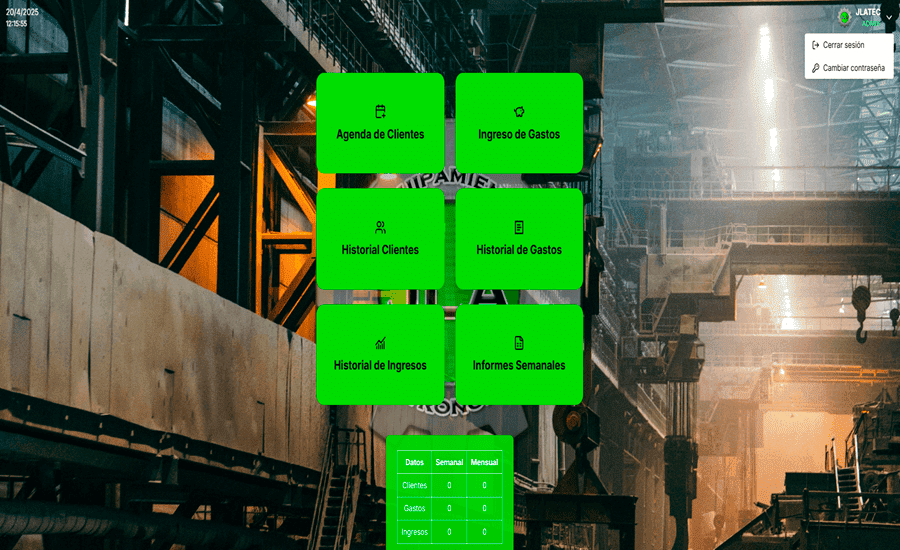 20/4/2025
12:15:55
JLATEC
Cerrar sesión
Cambiar contraseña
Agenda de Clientes
Ingreso de Gastos
Historial Clientes
Historial de Gastos
Historial de Ingresos
Informes Semanales
Datos Semanal Mensual
Clientes 0 0
Gastos 0 0
Ingresos 0 0